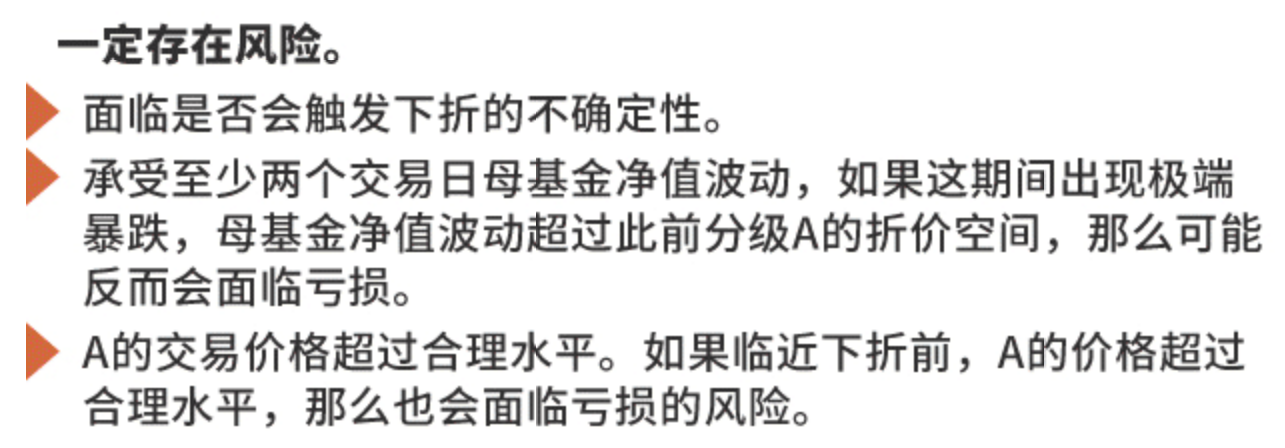 一定存在风险。
面临是否会触发下折的不确定性。
承受至少两个交易日母基金净值波动，如果这期间出现极端
暴跌，母基金净值波动超过此前分级A的折价空间，那么可能
反而会面临亏损。
A的交易价格超过合理水平。如果临近下折前，A的价格超过
合理水平，那么也会面临亏损的风险。